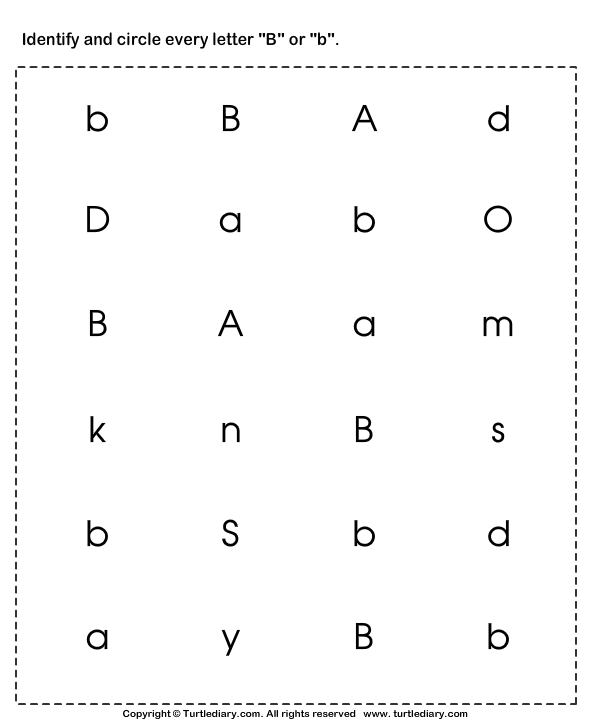 Identify and circle every letter "B" or "b".
b B A d
D a b O
B A a m
k n B s
b S b d
a y B b
Copyright © Turtlediary.com. All rights reserved www.turtlediary.com